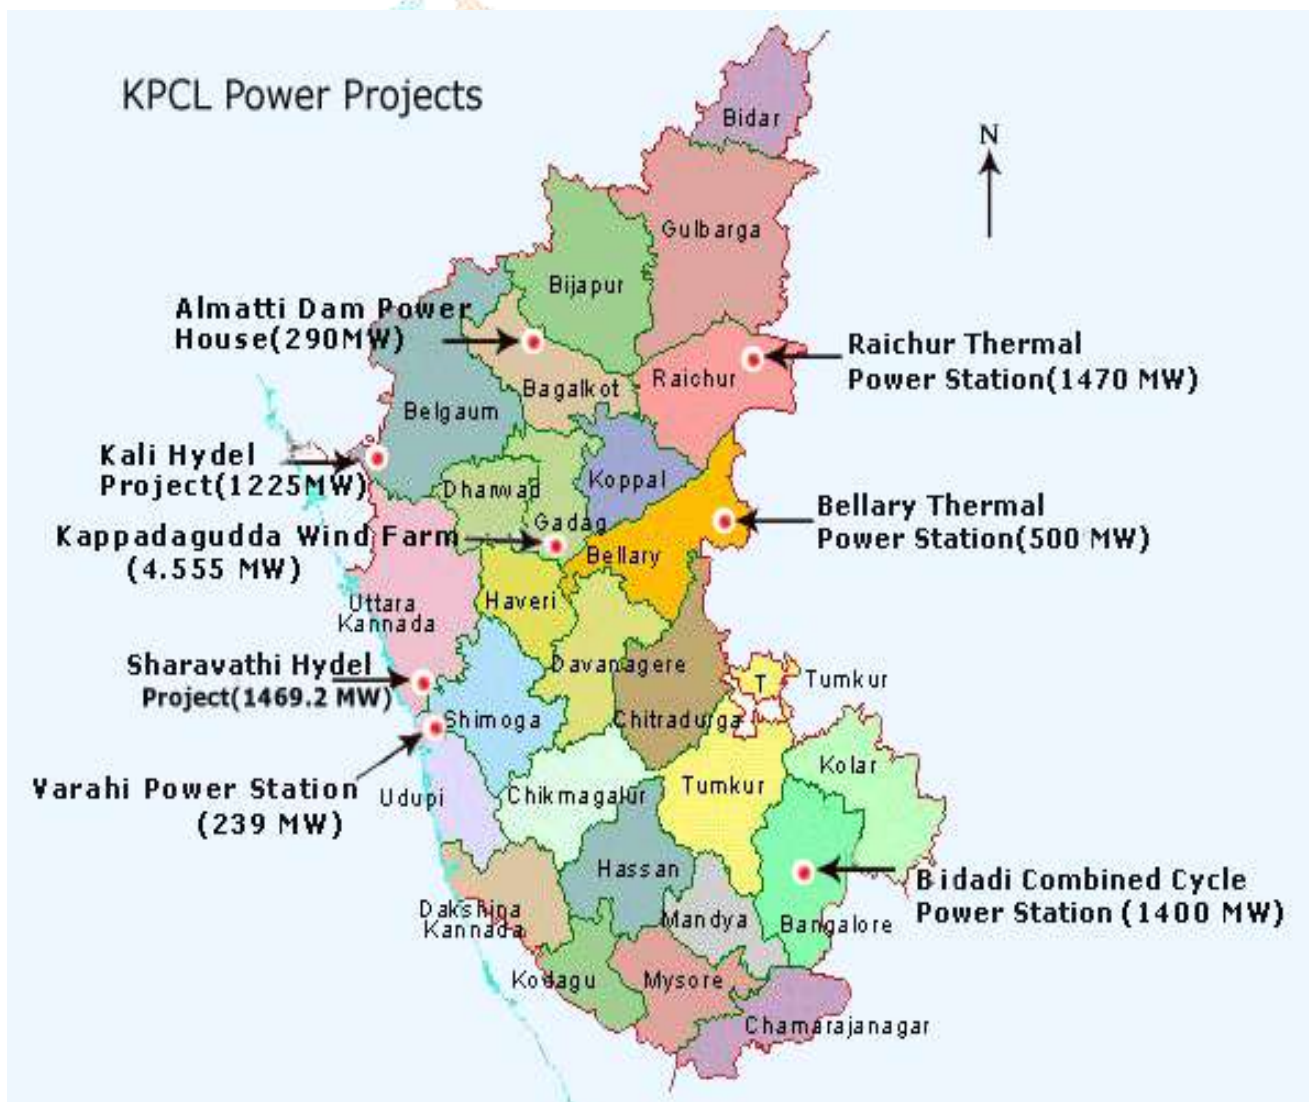 KPCL Power Projects
N
Bidar
Gulbarga
Bijapur
Almatti Dam Power
House(290MW)
Raichur Thermal
Power Station(1470 MW)
Raichur
Bagalkot
Belgaum
Kali Hydel
Project(1225MW)
Dharwad
Koppal
Gadag
Bellary Thermal
Power Station(500 MW)
Kappadagudda Wind Farm
(4.555 MW)
Bellary
Uttara
Kannada
Haveri
Sharavathi Hydel
Project(1469.2 MW)
Davanagere
T
Tumkur
Shimoga
Chitradurga
Varahi Power Station
(239 MW)
Udupi
Chikmagalur
Tumkur
Kolar
Hassan
Bidadi Combined Cycle
Power Station (1400 MW)
Dakshina
Kannada
Mandya
Bangalore
Kodagu
Mysore
Chamarajanagar